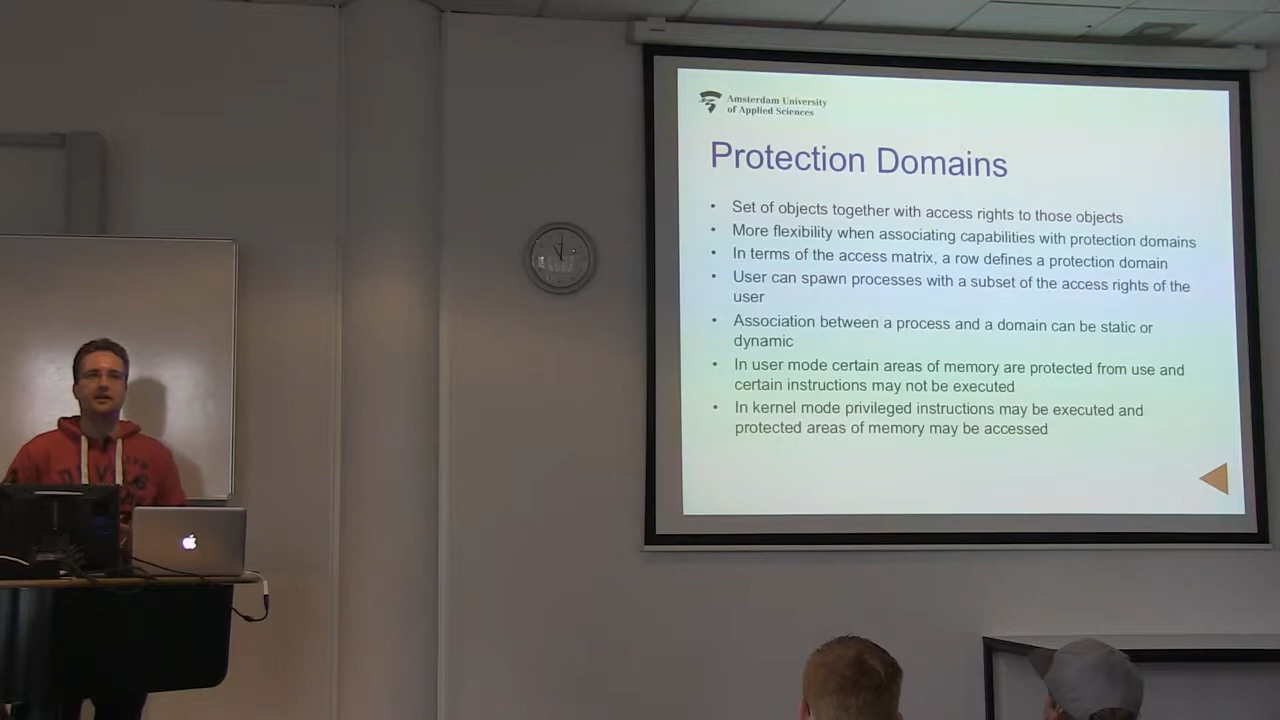 Amsterdam University
of Applied Sciences
Protection Domains
• Set of objects together with access rights to those objects
• More flexibility when associating capabilities with protection domains
• In terms of the access matrix, a row defines a protection domain
• User can spawn processes with a subset of the access rights of the
user
• Association between a process and a domain can be static or
dynamic
• In user mode certain areas of memory are protected from use and
certain instructions may not be executed
• In kernel mode privileged instructions may be executed and
protected areas of memory may be accessed